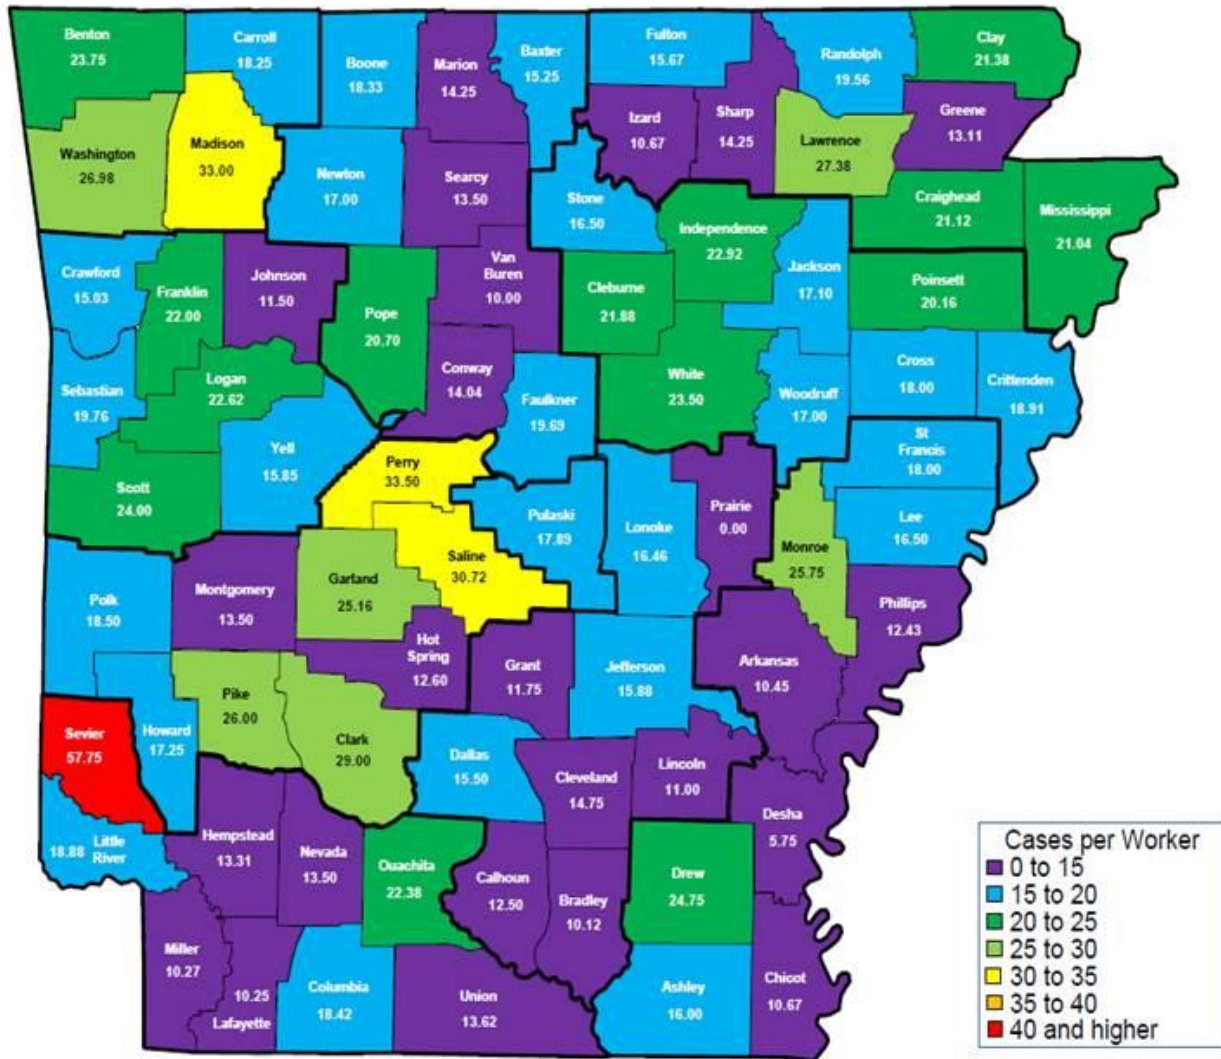 Benton
23.75
Carroll
18.25
Boone
18.33
Marion
14.25
Baxter
15.25
Fulton
15.67
Randolph
19.56
Clay
21.38
Izard
10.67
Sharp
14.25
Greene
13.11
Lawrence
27.38
Washington
26.98
Madison
33.00
Newton
17.00
Searcy
13.50
Stone
16.50
Independence
22.92
Craighead
21.12
Mississippi
21.04
Crawford
15.03
Franklin
22.00
Johnson
11.50
Pope
20.70
Van
Buren
10.00
Cleburne
21.88
Jackson
17.10
Poinsett
20.16
Sebastian
19.76
Logan
22.62
Conway
14.04
Faulkner
19.69
White
23.50
Woodruff
17.00
Cross
18.00
Crittenden
18.91
Yell
15.85
Perry
33.50
St
Francis
18.00
Scott
24.00
Pulaski
17.89
Lonoke
16.46
Prairie
0.00
Lee
16.50
Monroe
25.75
Saline
30.72
Garland
25.16
Montgomery
13.50
Polk
18.50
Phillips
12.43
Hot
Spring
12.60
Grant
11.75
Jefferson
15.88
Arkansas
10.45
Pike
26.00
Clark
29.00
Sevier
57.75
Howard
17.25
Dallas
15.50
Cleveland
14.75
Lincoln
11.00
Desha
5.75
18.88 Little
River
Hempstead
13.31
Nevada
13.50
Ouachita
22.38
Calhoun
12.50
Bradley
10.12
Drew
24.75
Miller
10.27
10.25
Lafayette
Columbia
18.42
Union
13.62
Ashley
16.00
Chicot
10.67
Cases per Worker
0 to 15
15 to 20
20 to 25
25 to 30
30 to 35
35 to 40
40 and higher